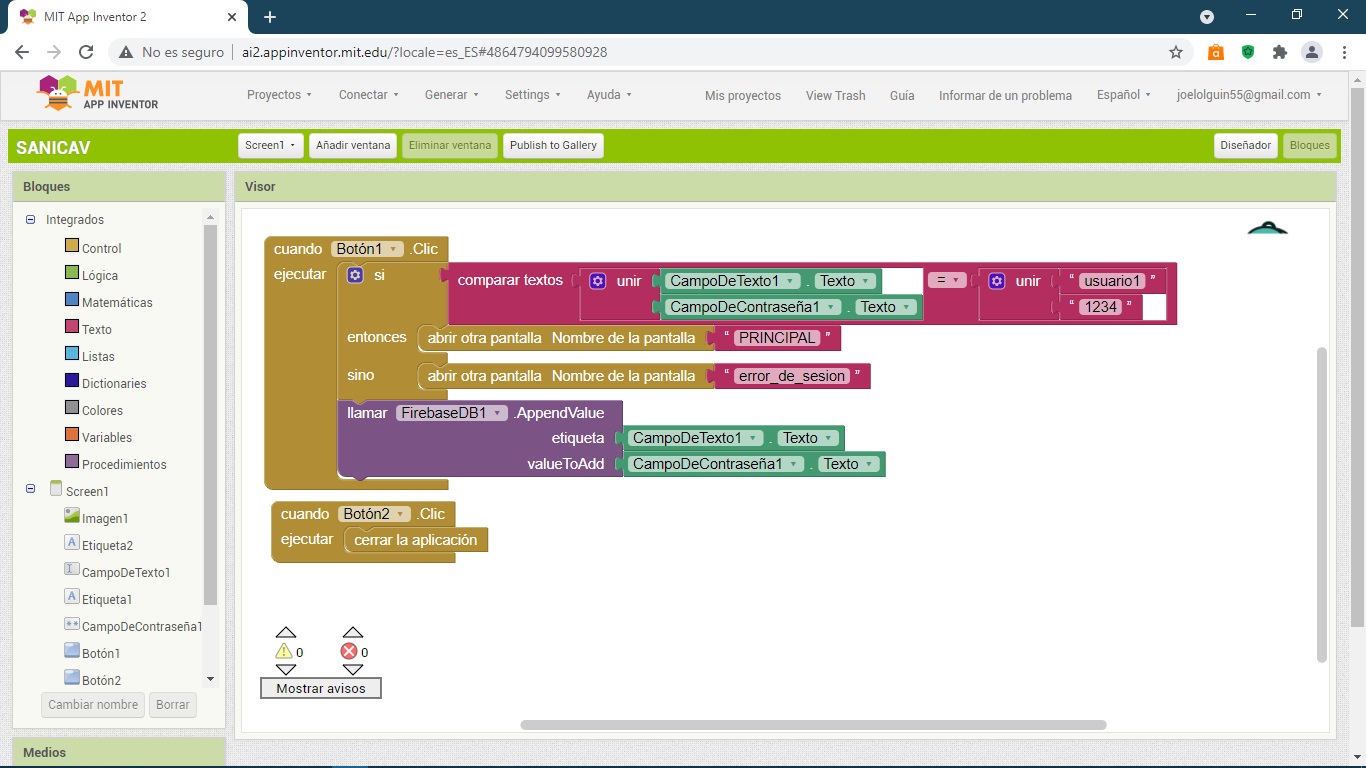 MIT App Inventor 2
No es seguro ai2.appinventor.mit.edu/?locale=es_ES#4864794099580928
MIT
APP INVENTOR
Proyectos Conectar Generar Settings Ayuda Mis proyectos View Trash Guía Informar de un problema Español joelolguin55@gmail.com
SANICAV Screen1 Añadir ventana Eliminar ventana Publish to Gallery Diseñador Bloques
Bloques
Integrados
Control
Lógica
Matemáticas
Texto
Listas
Dictionaries
Colores
Variables
Procedimientos
Screen1
Imagen1
Etiqueta2
CampoDeTexto1
Etiqueta1
CampoDeContraseña1
Botón1
Botón2
Cambiar nombre Borrar
Medios
Visor
cuando Botón1 .Clic
ejecutar si comparar textos unir CampoDeTexto1 . Texto = unir “ usuario1 ”
CampoDeContraseña1 . Texto “ 1234 ”
entonces abrir otra pantalla Nombre de la pantalla “ PRINCIPAL ”
sino abrir otra pantalla Nombre de la pantalla “ error_de_sesion ”
llamar FirebaseDB1 .AppendValue
etiqueta CampoDeTexto1 . Texto
valueToAdd CampoDeContraseña1 . Texto
cuando Botón2 .Clic
ejecutar cerrar la aplicación
0 0
Mostrar avisos